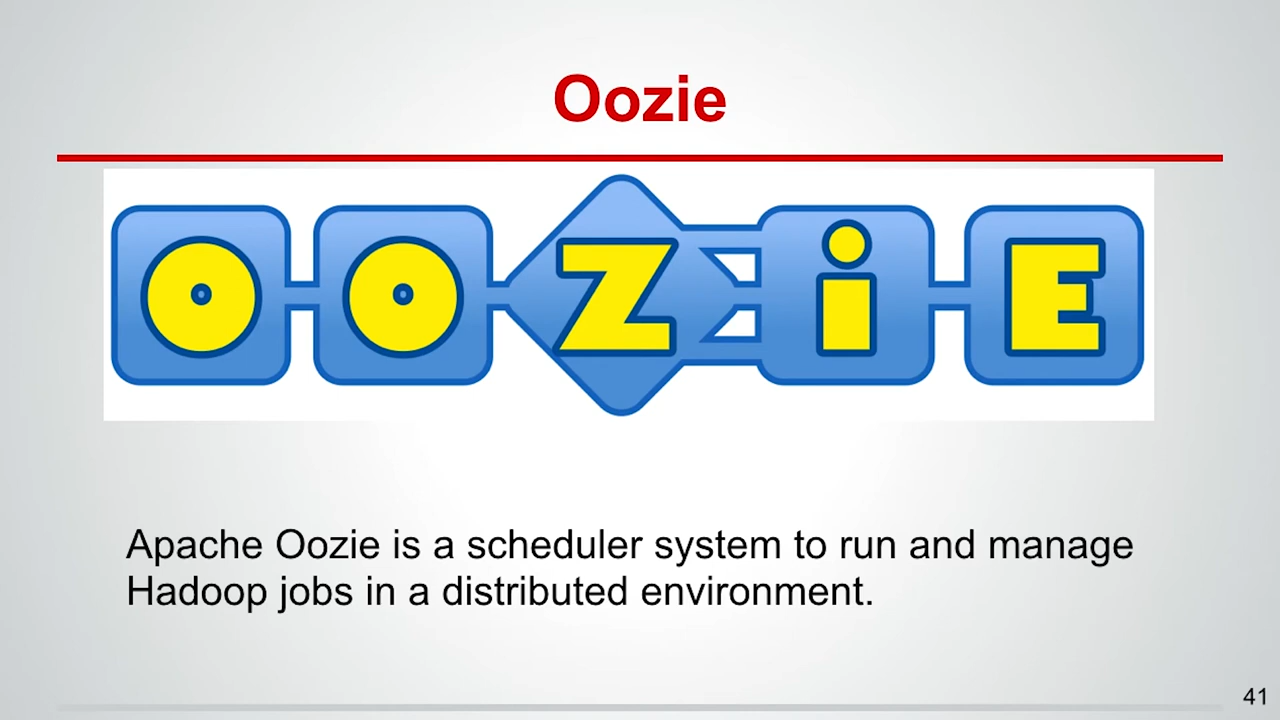 Oozie
OOZiE
Apache Oozie is a scheduler system to run and manage
Hadoop jobs in a distributed environment.
41